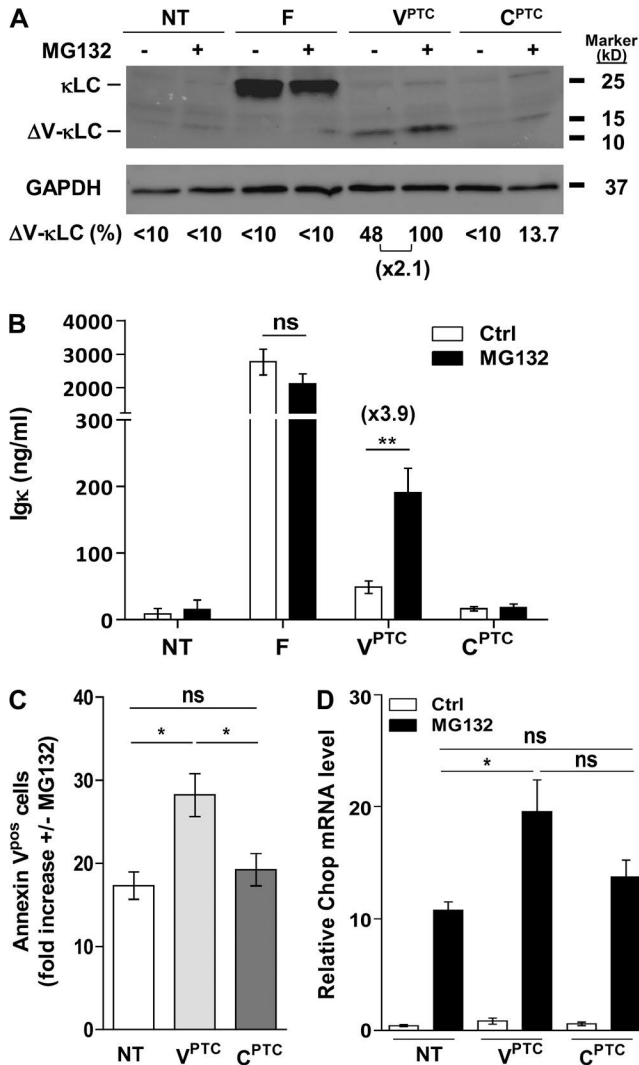 A
NT F V^PTC C^PTC
MG132 - + - + - + - + Marker (kD)
κLC 25
ΔV-κLC 15
10
GAPDH 37
ΔV-κLC (%) <10 <10 <10 <10 48 100 <10 13.7
(x2.1)
B
Igκ (ng/ml)
4000
3000
2000
300
200
100
0
ns
Ctrl
MG132
(x3.9)
**
NT F V^PTC C^PTC
C
Annexin V^pos cells
(fold increase +/- MG132)
40
30
20
10
0
ns
* *
NT V^PTC C^PTC
D
Relative Chop mRNA level
30
20
10
0
Ctrl
MG132
ns
* ns
NT V^PTC C^PTC